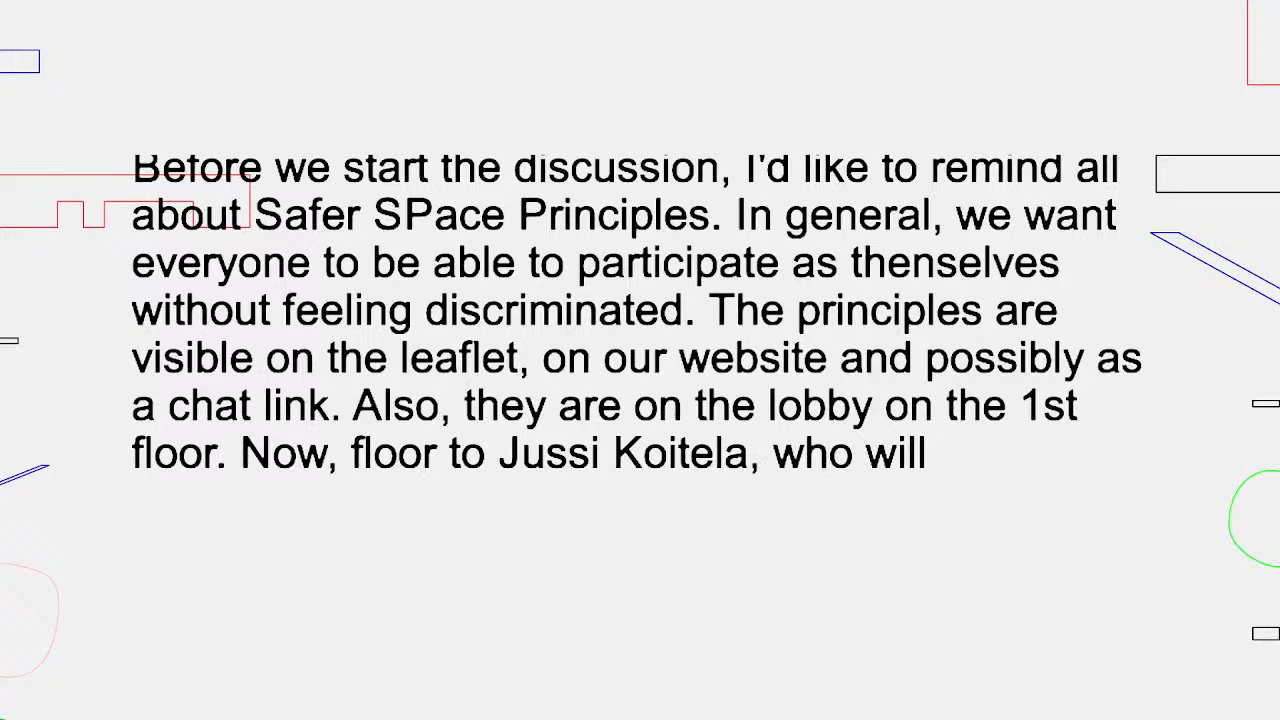 Before we start the discussion, I'd like to remind all
about Safer SPace Principles. In general, we want
everyone to be able to participate as thenselves
without feeling discriminated. The principles are
visible on the leaflet, on our website and possibly as
a chat link. Also, they are on the lobby on the 1st
floor. Now, floor to Jussi Koitela, who will